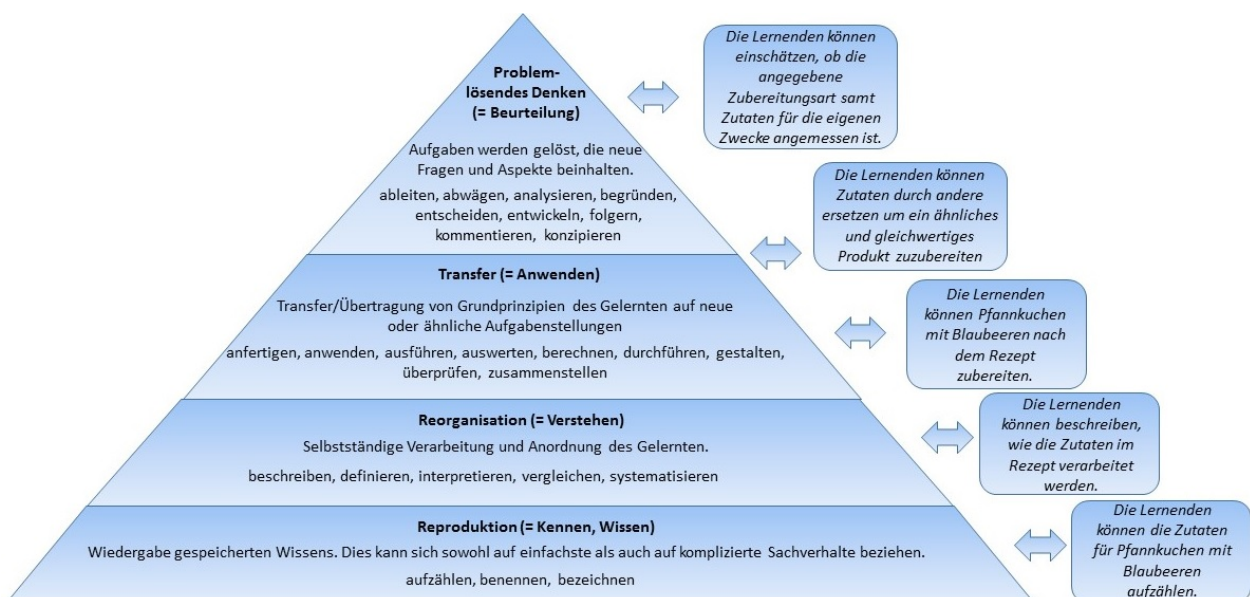 Problem-
lösendes Denken
(= Beurteilung)
Aufgaben werden gelöst, die neue
Fragen und Aspekte beinhalten.
ableiten, abwägen, analysieren, begründen,
entscheiden, entwickeln, folgern,
kommentieren, konzipieren
Die Lernenden können
einschätzen, ob die
angegebene
Zubereitungsart samt
Zutaten für die eigenen
Zwecke angemessen ist.
Die Lernenden können
Zutaten durch andere
ersetzen um ein ähnliches
und gleichwertiges
Produkt zuzubereiten
Transfer (= Anwenden)
Transfer/Übertragung von Grundprinzipien des Gelernten auf neue
oder ähnliche Aufgabenstellungen
anfertigen, anwenden, ausführen, auswerten, berechnen, durchführen, gestalten,
überprüfen, zusammenstellen
Die Lernenden
können Pfannkuchen
mit Blaubeeren nach
dem Rezept
zubereiten.
Reorganisation (= Verstehen)
Selbstständige Verarbeitung und Anordnung des Gelernten.
beschreiben, definieren, interpretieren, vergleichen, systematisieren
Die Lernenden
können beschreiben,
wie die Zutaten im
Rezept verarbeitet
werden.
Reproduktion (= Kennen, Wissen)
Wiedergabe gespeicherten Wissens. Dies kann sich sowohl auf einfachste als auch auf komplizierte Sachverhalte beziehen.
aufzählen, benennen, bezeichnen
Die Lernenden
können die Zutaten
für Pfannkuchen mit
Blaubeeren
aufzählen.